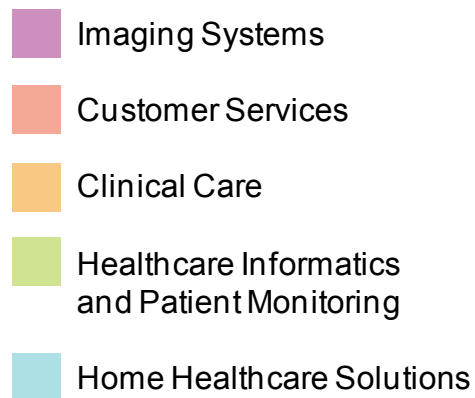 Imaging Systems
Customer Services
Clinical Care
Healthcare Informatics
and Patient Monitoring
Home Healthcare Solutions